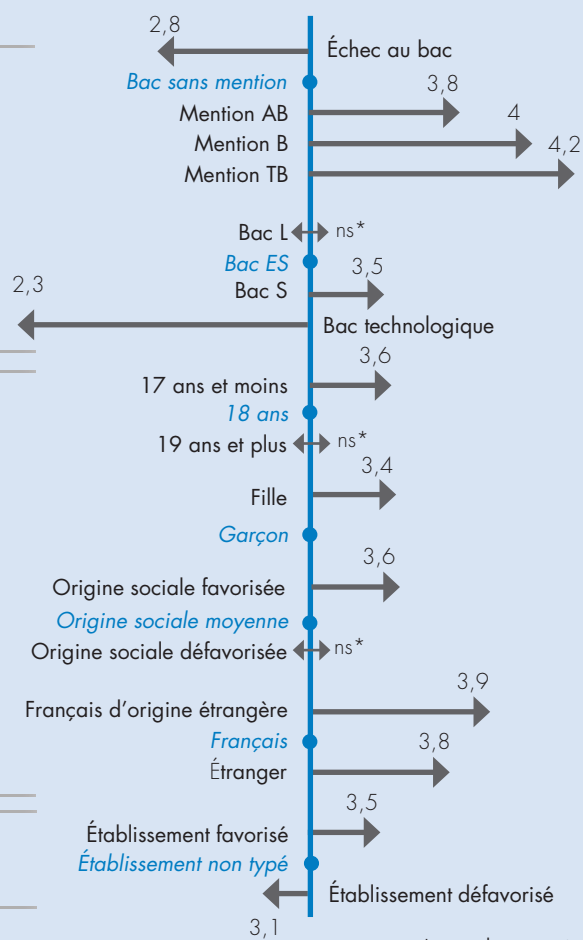 2,8
Échec au bac
Bac sans mention
3,8
Mention AB
4
Mention B
4,2
Mention TB
Bac L ns*
Bac ES
3,5
Bac S
2,3
Bac technologique
3,6
17 ans et moins
18 ans
19 ans et plus ns*
3,4
Fille
Garçon
3,6
Origine sociale favorisée
Origine sociale moyenne
Origine sociale défavorisée ns*
3,9
Français d'origine étrangère
Français
3,8
Étranger
3,5
Établissement favorisé
Établissement non typé
Établissement défavorisé
3,1